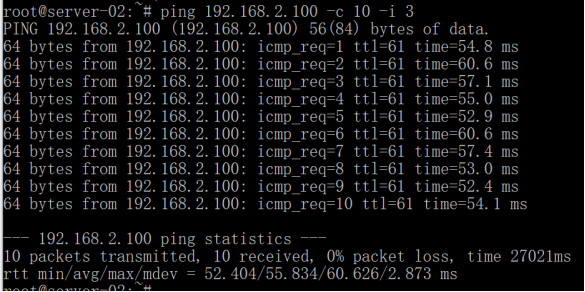 root@server-02:~# ping 192.168.2.100 -c 10 -i 3
PING 192.168.2.100 (192.168.2.100) 56(84) bytes of data.
64 bytes from 192.168.2.100: icmp_req=1 ttl=61 time=54.8 ms
64 bytes from 192.168.2.100: icmp_req=2 ttl=61 time=60.6 ms
64 bytes from 192.168.2.100: icmp_req=3 ttl=61 time=57.1 ms
64 bytes from 192.168.2.100: icmp_req=4 ttl=61 time=55.0 ms
64 bytes from 192.168.2.100: icmp_req=5 ttl=61 time=52.9 ms
64 bytes from 192.168.2.100: icmp_req=6 ttl=61 time=60.6 ms
64 bytes from 192.168.2.100: icmp_req=7 ttl=61 time=57.4 ms
64 bytes from 192.168.2.100: icmp_req=8 ttl=61 time=53.0 ms
64 bytes from 192.168.2.100: icmp_req=9 ttl=61 time=52.4 ms
64 bytes from 192.168.2.100: icmp_req=10 ttl=61 time=54.1 ms
--- 192.168.2.100 ping statistics ---
10 packets transmitted, 10 received, 0% packet loss, time 27021ms
rtt min/avg/max/mdev = 52.404/55.834/60.626/2.873 ms
root@server-02:~#